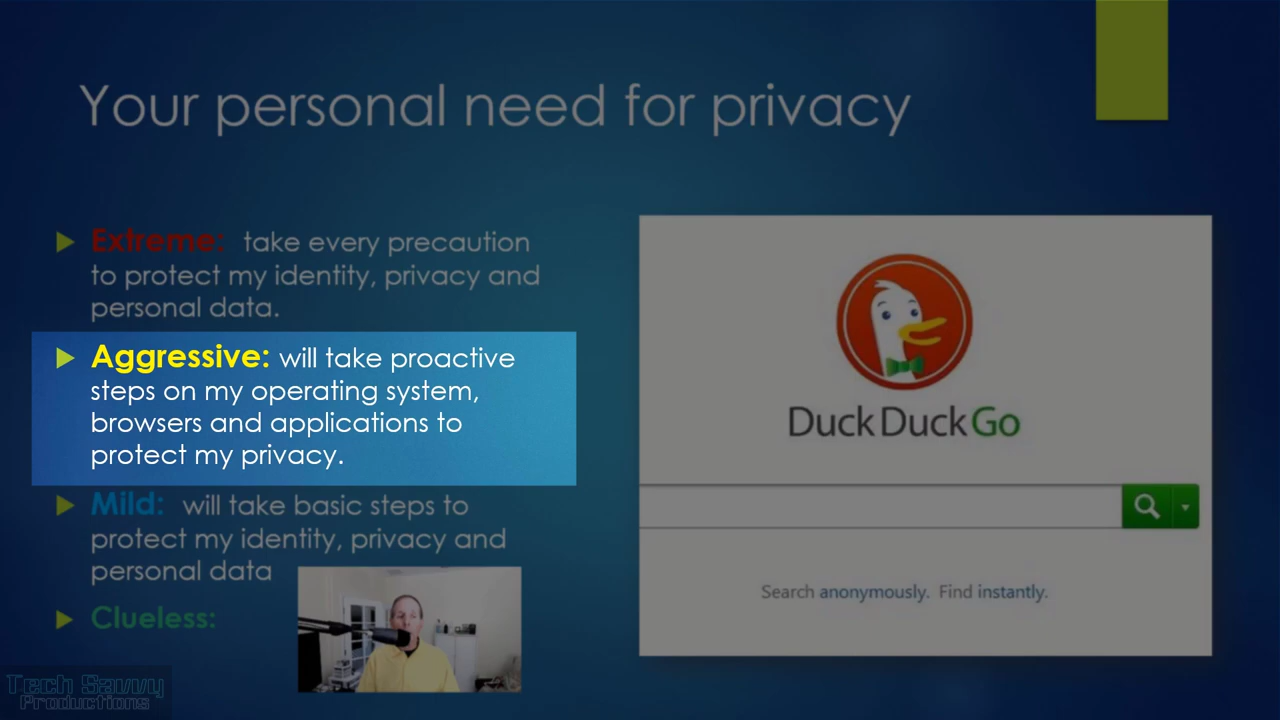 Your personal need for privacy
Extreme: take every precaution
to protect my identity, privacy and
personal data.
Aggressive: will take proactive
steps on my operating system,
browsers and applications to
protect my privacy.
Mild: will take basic steps to
protect my identity, privacy and
personal data
Clueless:
DuckDuckGo
Search anonymously. Find instantly.
Tech Savvy
Productions